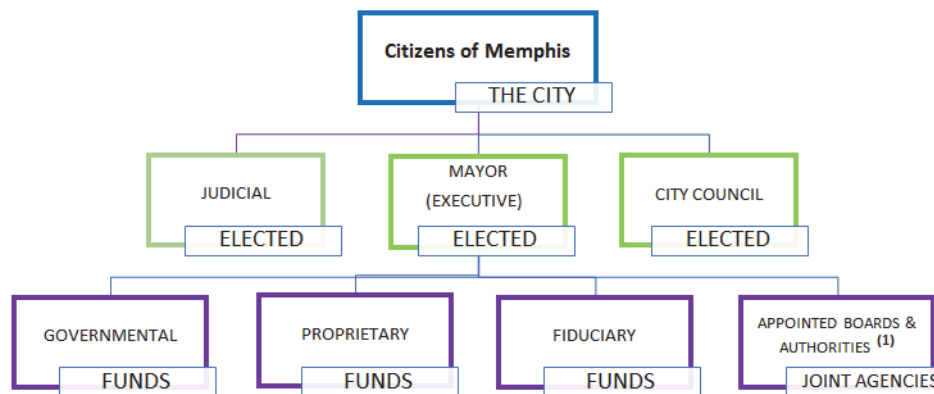 Citizens of Memphis
THE CITY
JUDICIAL
ELECTED
MAYOR
(EXECUTIVE)
ELECTED
CITY COUNCIL
ELECTED
GOVERNMENTAL
FUNDS
PROPRIETARY
FUNDS
FIDUCIARY
FUNDS
APPOINTED BOARDS &
AUTHORITIES (1)
JOINT AGENCIES